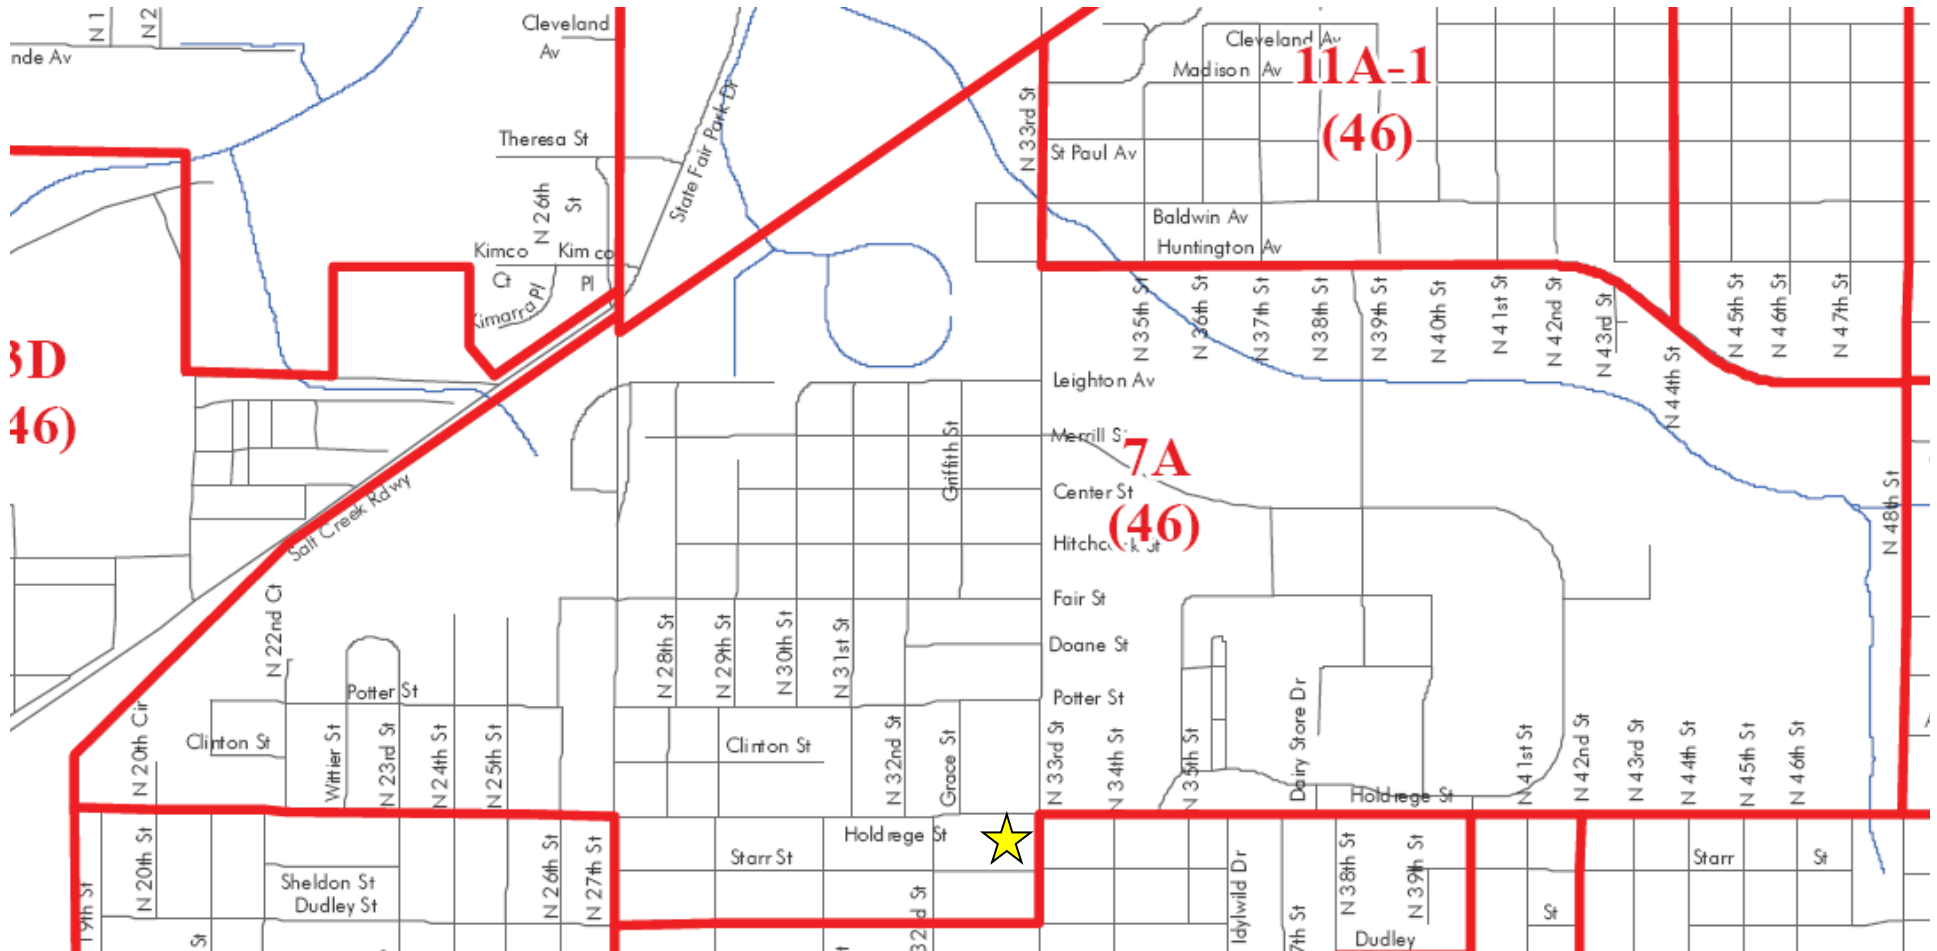 N 1
N 2
nde Av
Cleveland
Av
Theresa St
N 26th
St
Kimco
Ct
Kim co
Pl
Kimarra Pl
State Fair Park Dr
Salt Creek Rdwy
N 33rd St
Cleveland Av
Madison Av
11A-1
(46)
St Paul Av
Baldwin Av
Huntington Av
N 35th St
N 36th St
N 37th St
N 38th St
N 39th St
N 40th St
N 41st St
N 42nd St
N 43rd St
N 44th St
N 45th St
N 46th St
N 47th St
N 48th St
3D
46)
Leighton Av
Merrill St
7A
(46)
Center St
Hitchcock St
Fair St
Doane St
Potter St
Griffith St
N 28th St
N 29th St
N 30th St
N 31st St
N 22nd Ct
Potter St
N 20th Cir
Clinton St
Wittier St
N 23rd St
N 24th St
N 25th St
Clinton St
N 32nd St
Grace St
N 33rd St
N 34th St
N 35th St
Dairy Store Dr
Holdrege St
N 41st St
N 42nd St
N 43rd St
N 44th St
N 45th St
N 46th St
19th St
N 20th St
Sheldon St
Dudley St
St
N 26th St
N 27th St
Holdrege St
Starr St
32nd St
Idylwild Dr
7th St
N 38th St
N 39th St
Dudley
St
Starr St